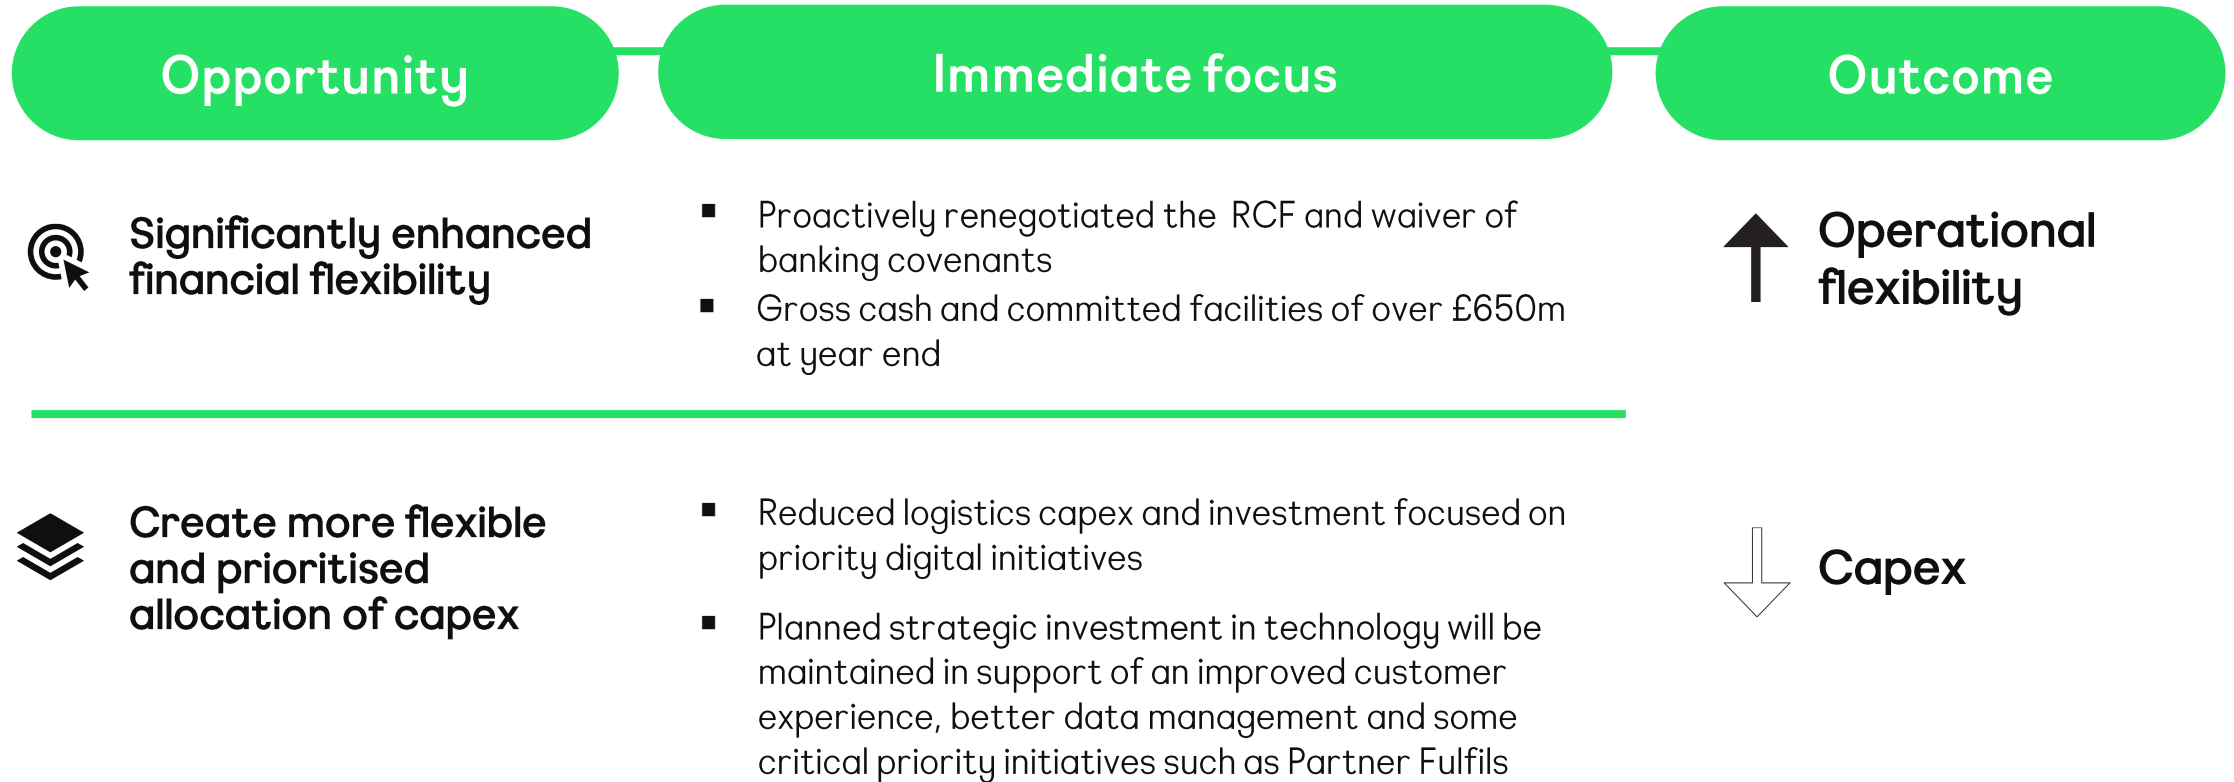 Opportunity
Immediate focus
Outcome
Significantly enhanced
financial flexibility
▪ Proactively renegotiated the RCF and waiver of
banking covenants
▪ Gross cash and committed facilities of over £650m
at year end
Operational
flexibility
Create more flexible
and prioritised
allocation of capex
▪ Reduced logistics capex and investment focused on
priority digital initiatives
▪ Planned strategic investment in technology will be
maintained in support of an improved customer
experience, better data management and some
critical priority initiatives such as Partner Fulfils
Capex